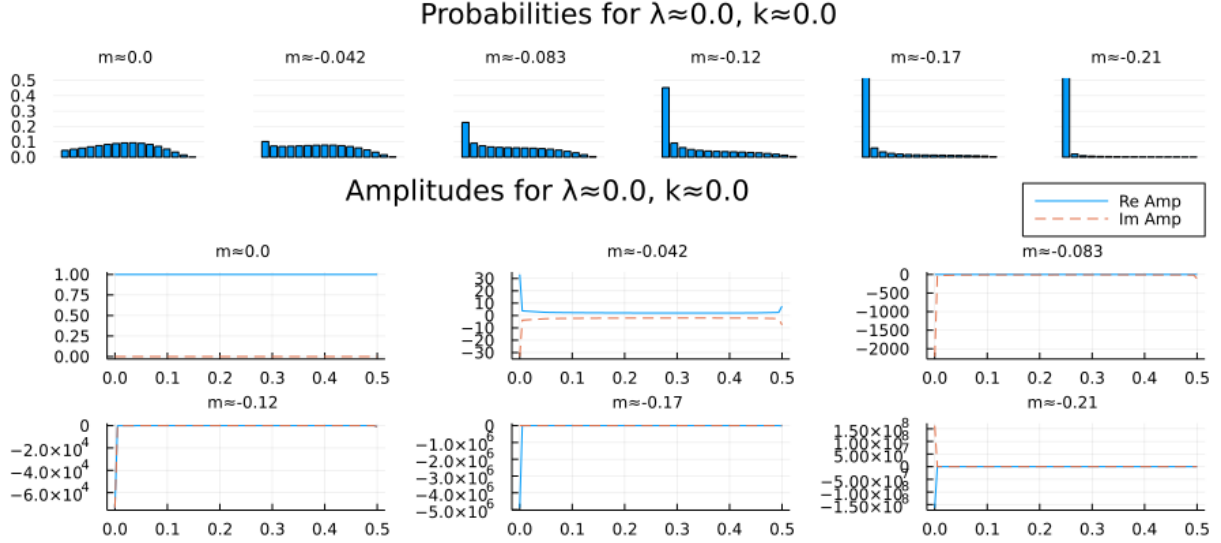 Probabilities for λ≈0.0, k≈0.0
m≈0.0 m≈-0.042 m≈-0.083 m≈-0.12 m≈-0.17 m≈-0.21
0.5
0.4
0.3
0.2
0.1
0.0
Amplitudes for λ≈0.0, k≈0.0
Re Amp
Im Amp
m≈0.0
1.00
0.75
0.50
0.25
0.00
0.0 0.1 0.2 0.3 0.4 0.5
m≈-0.042
30
20
10
0
−10
−20
−30
0.0 0.1 0.2 0.3 0.4 0.5
m≈-0.083
0
−500
−1000
−1500
−2000
0.0 0.1 0.2 0.3 0.4 0.5
m≈-0.12
0
−2.0×10⁴
−4.0×10⁴
−6.0×10⁴
0.0 0.1 0.2 0.3 0.4 0.5
m≈-0.17
0
−1.0×10⁶
−2.0×10⁶
−3.0×10⁶
−4.0×10⁶
−5.0×10⁶
0.0 0.1 0.2 0.3 0.4 0.5
m≈-0.21
1.50×10⁸
1.00×10⁸
5.00×10⁷
0
−5.00×10⁷
−1.00×10⁸
−1.50×10⁸
0.0 0.1 0.2 0.3 0.4 0.5